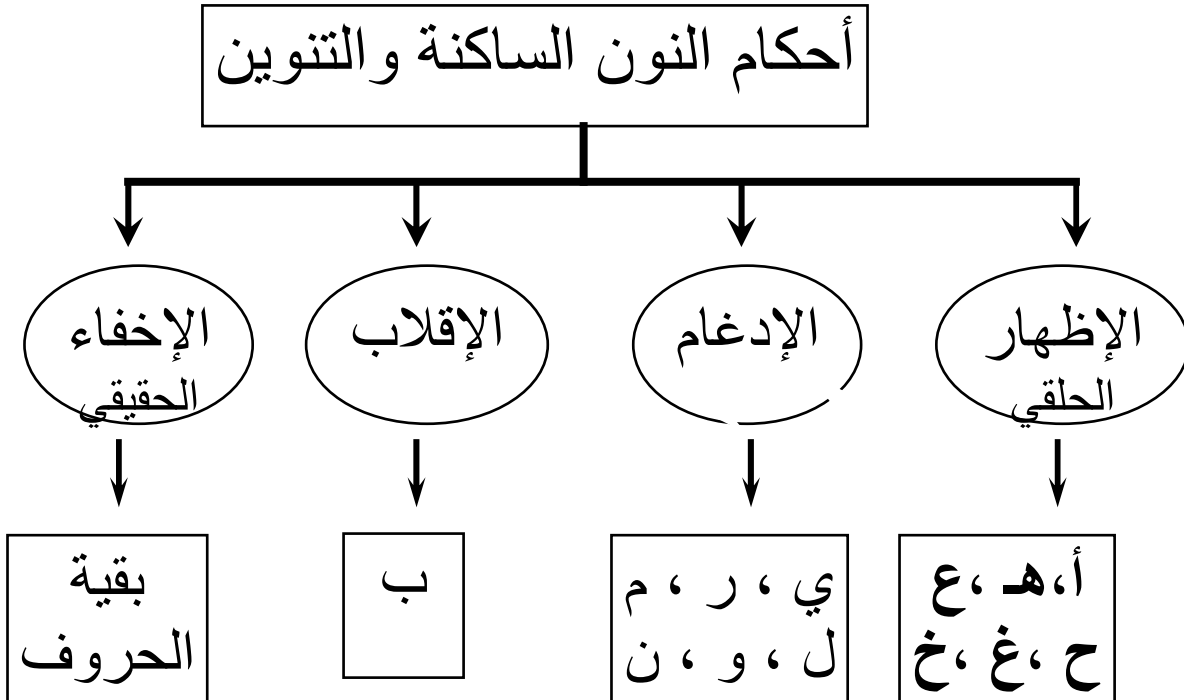 أحكام النون الساكنة والتنوين
الإظهار
الحلقي
الإدغام
الإقلاب
الإخفاء
الحقيقي
أ، هـ ،ع،
ح ،غ ،خ
ي ، ر ، م
ل ، و ، ن
ب
بقية
الحروف